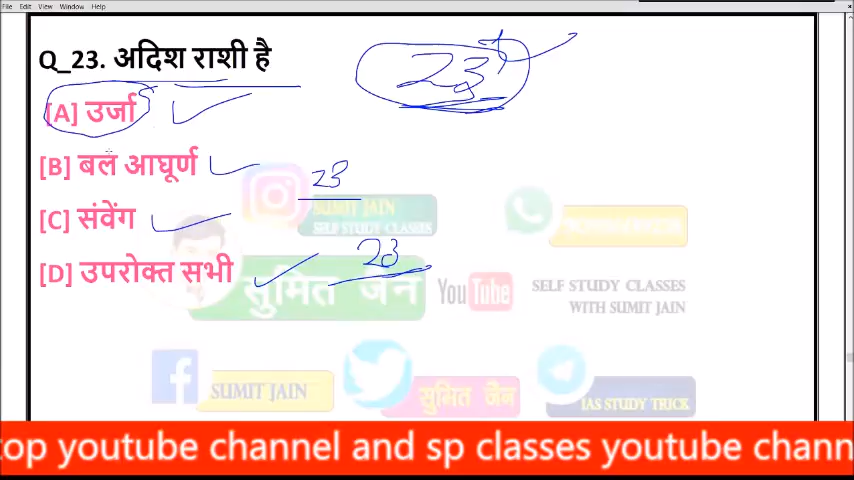 File Edit View Window Help
Q_23. अदिश राशी है
23
[A] उर्जा
[B] बल आघूर्ण
23
[C] संवेंग
SUMIT JAIN
SELF STUDY CLASSES
23
[D] उपरोक्त सभी
सुमित जैन
YouTube
SELF STUDY CLASSES
WITH SUMIT JAIN
SUMIT JAIN
सुमित जैन
IAS STUDY TRICK
top youtube channel and sp classes youtube chann